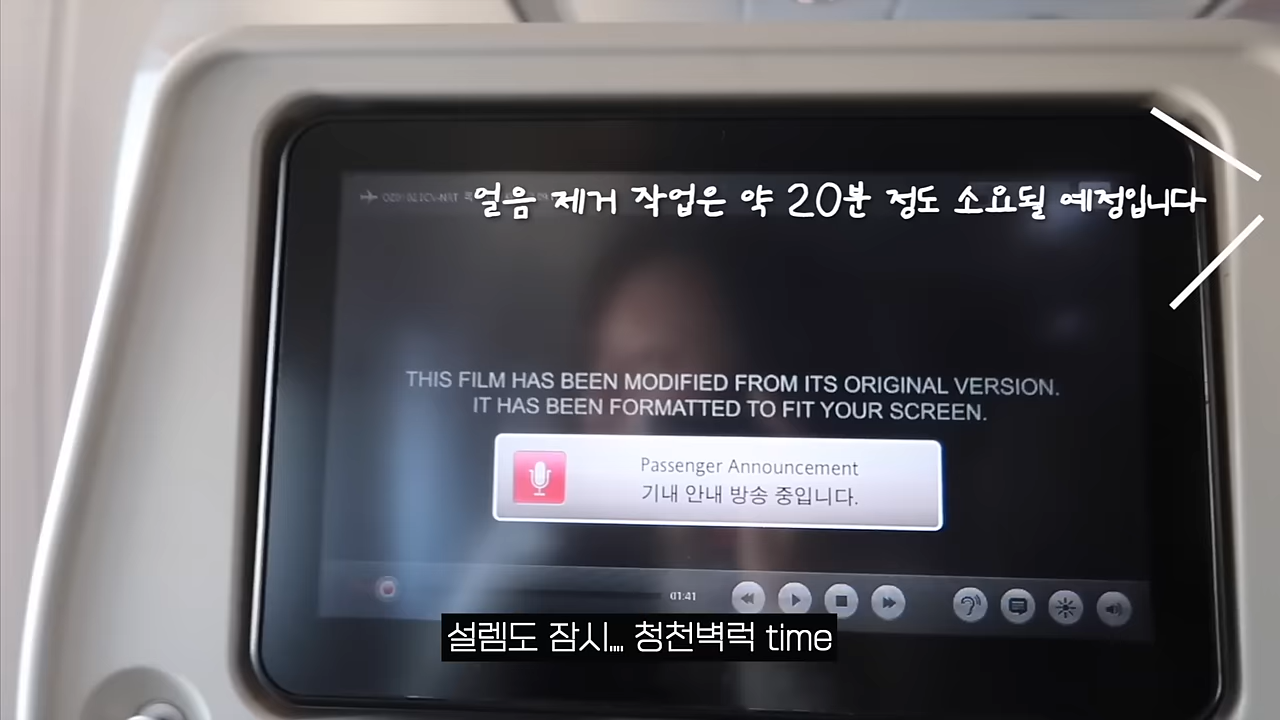 얼음 제거 작업은 약 20분 정도 소요될 예정입니다
THIS FILM HAS BEEN MODIFIED FROM ITS ORIGINAL VERSION.
IT HAS BEEN FORMATTED TO FIT YOUR SCREEN.
Passenger Announcement
기내 안내 방송 중입니다.
01:41
설렘도 잠시... 청천벽럭 time